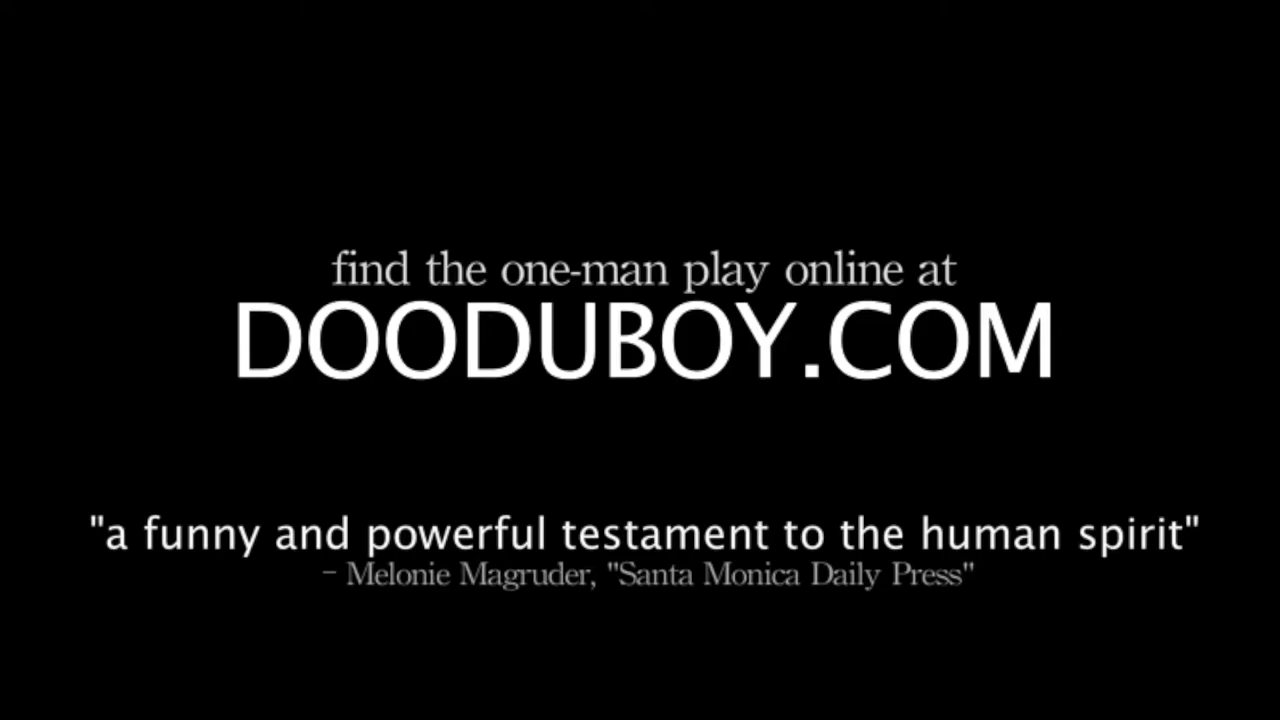 find the one-man play online at
DOODUBOY.COM
"a funny and powerful testament to the human spirit"
– Melonie Magruder, "Santa Monica Daily Press"